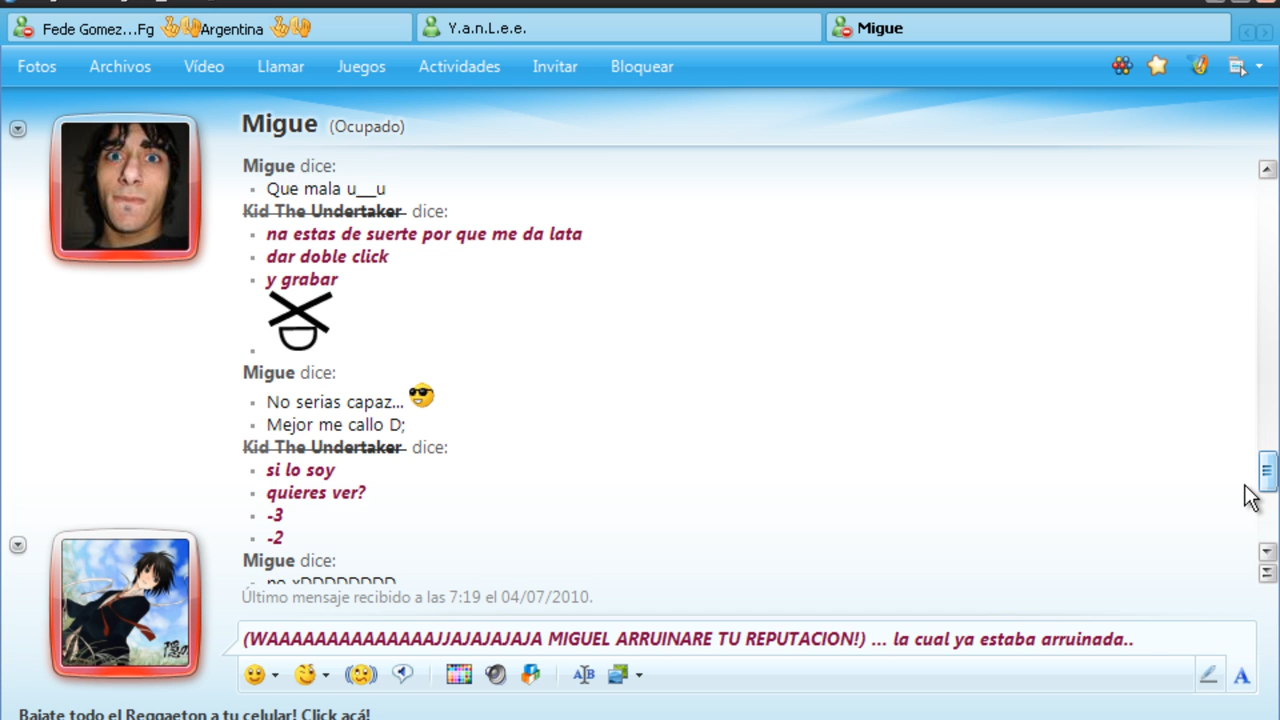 Fede Gomez...Fg Argentina
Y.a.n.L.e.e.
Migue
Fotos Archivos Vídeo Llamar Juegos Actividades Invitar Bloquear
Migue (Ocupado)
Migue dice:
Que mala u__u
Kid The Undertaker dice:
na estas de suerte por que me da lata
dar doble click
y grabar
Migue dice:
No serias capaz...
Mejor me callo D;
Kid The Undertaker dice:
si lo soy
quieres ver?
-3
-2
Migue dice:
no xDDDDDDDD
Último mensaje recibido a las 7:19 el 04/07/2010.
(WAAAAAAAAAAAAAAJJAJAJAJAJA MIGUEL ARRUINARE TU REPUTACION!) ... la cual ya estaba arruinada..
Bajate todo el Reggaeton a tu celular! Click acá!